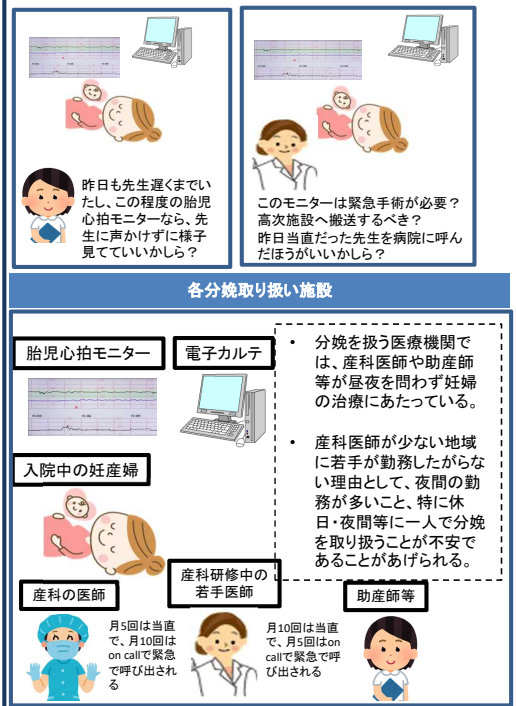 昨日も先生遅くまでい
たし、この程度の胎児
心拍モニターなら、先
生に声かけずに様子
見てていいかしら？
このモニターは緊急手術が必要？
高次施設へ搬送するべき？
昨日当直だった先生を病院に呼ん
だほうがいいかしら？
各分娩取り扱い施設
胎児心拍モニター
電子カルテ
入院中の妊産婦
• 分娩を扱う医療機関で
は、産科医師や助産師
等が昼夜を問わず妊婦
の治療にあたっている。
• 産科医師が少ない地域
に若手が勤務したがらな
い理由として、夜間の勤
務が多いこと、特に休
日・夜間等に一人で分娩
を取り扱うことが不安で
あることがあげられる。
産科の医師
月5回は当直
で、月10回は
on callで緊急
で呼び出され
る
産科研修中の
若手医師
月10回は当直
で、月5回はon
callで緊急で呼
び出される
助産師等